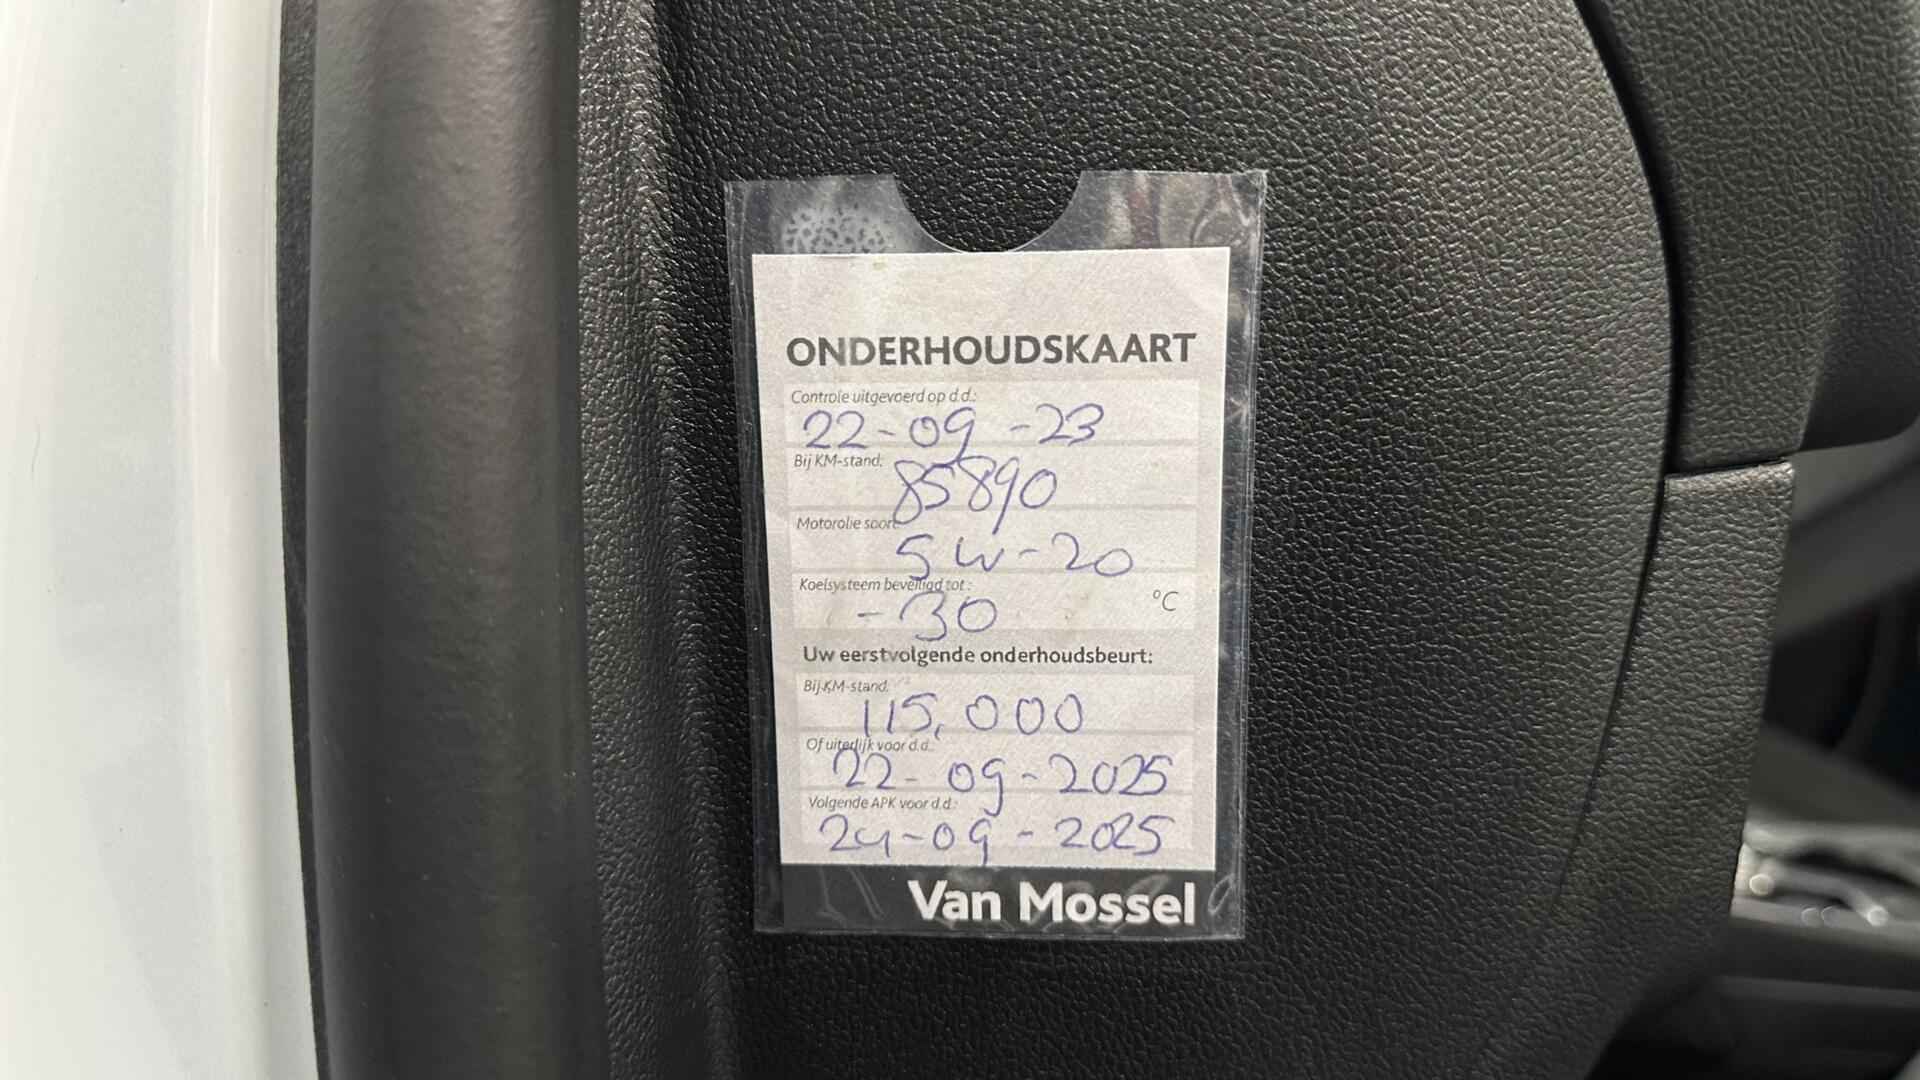 ONDERHOUDSKAART
Controle uitgevoerd op d.d.:
22-09-23
Bij KM-stand:
85890
Motorolie soort:
5W-20
Koelsysteem beveiligd tot:
-30 °C
Uw eerstvolgende onderhoudsbeurt:
Bij KM-stand:
115,000
Of uiterlijk voor d.d.:
22-09-2025
Volgende APK voor d.d.:
24-09-2025
Van Mossel